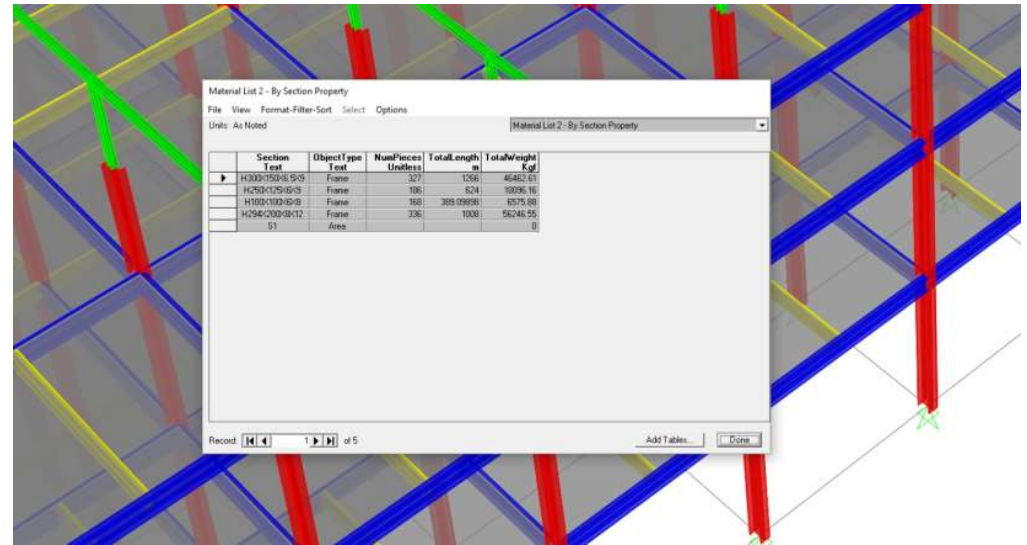 Material List 2 - By Section Property
File View Format-Filter-Sort Select Options
Units: As Noted Material List 2 - By Section Property
Section ObjectType NumPieces TotalLength TotalWeight
Text Text Unitless m Kgf
H300X150X6.5X9 Frame 327 1266 46462.61
H250X125X6X9 Frame 186 624 18096.16
H100X100X6X8 Frame 168 389.09898 6575.88
H294X200X8X12 Frame 336 1008 56246.55
S1 Area 0
Record: 1 of 5 Add Tables... Done